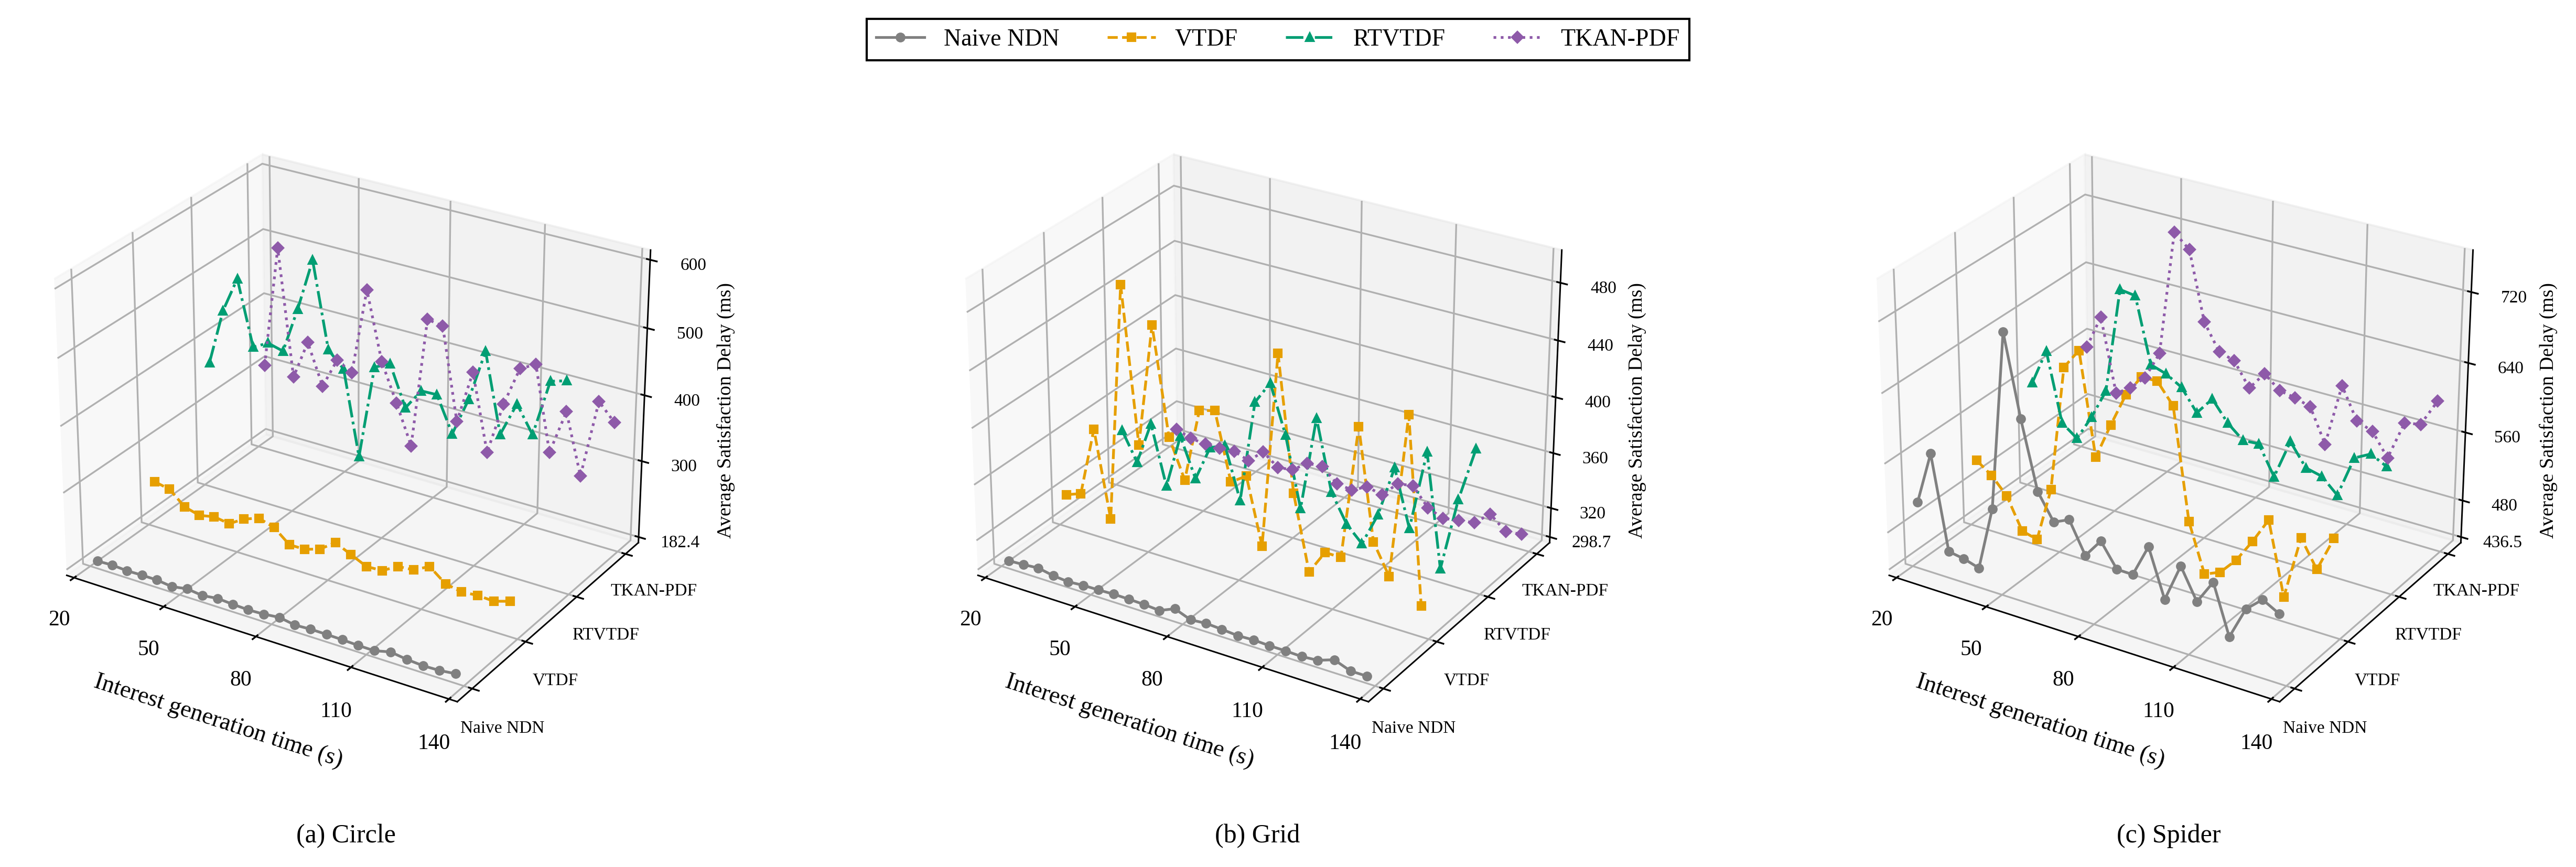 Naive NDN VTDF RTVTDF TKAN-PDF
600
500
400
300
182.4
Average Satisfaction Delay (ms)
TKAN-PDF
RTVTDF
VTDF
Naive NDN
20
50
80
110
140
Interest generation time (s)
(a) Circle
480
440
400
360
320
298.7
Average Satisfaction Delay (ms)
TKAN-PDF
RTVTDF
VTDF
Naive NDN
20
50
80
110
140
Interest generation time (s)
(b) Grid
720
640
560
480
436.5
Average Satisfaction Delay (ms)
TKAN-PDF
RTVTDF
VTDF
Naive NDN
20
50
80
110
140
Interest generation time (s)
(c) Spider